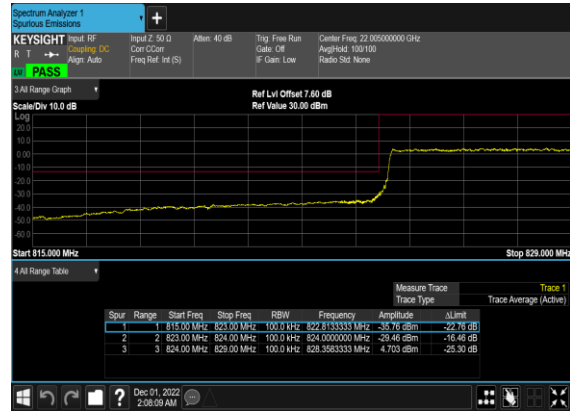 Spectrum Analyzer 1
Spurious Emissions
KEYSIGHT Input: RF Input Z: 50 Ω Atten: 40 dB Trig: Free Run Center Freq: 22.005000000 GHz
R T Coupling: DC Corr CCorr Gate: Off Avg|Hold: 100/100
Align: Auto Freq Ref: Int (S) IF Gain: Low Radio Std: None
LW PASS
3 All Range Graph
Ref Lvl Offset 7.60 dB
Scale/Div 10.0 dB Ref Value 30.00 dBm
Log
20.0
10.0
0.00
-10.0
-20.0
-30.0
-40.0
-50.0
-60.0
Start 815.000 MHz Stop 829.000 MHz
4 All Range Table
Measure Trace Trace 1
Trace Type Trace Average (Active)
Spur Range Start Freq Stop Freq RBW Frequency Amplitude ΔLimit
1 1 815.00 MHz 823.00 MHz 100.0 kHz 822.8133333 MHz -35.76 dBm -22.76 dB
2 2 823.00 MHz 824.00 MHz 100.0 kHz 824.0000000 MHz -29.46 dBm -16.46 dB
3 3 824.00 MHz 829.00 MHz 100.0 kHz 828.3583333 MHz 4.703 dBm -25.30 dB
? Dec 01, 2022
2:08:09 AM